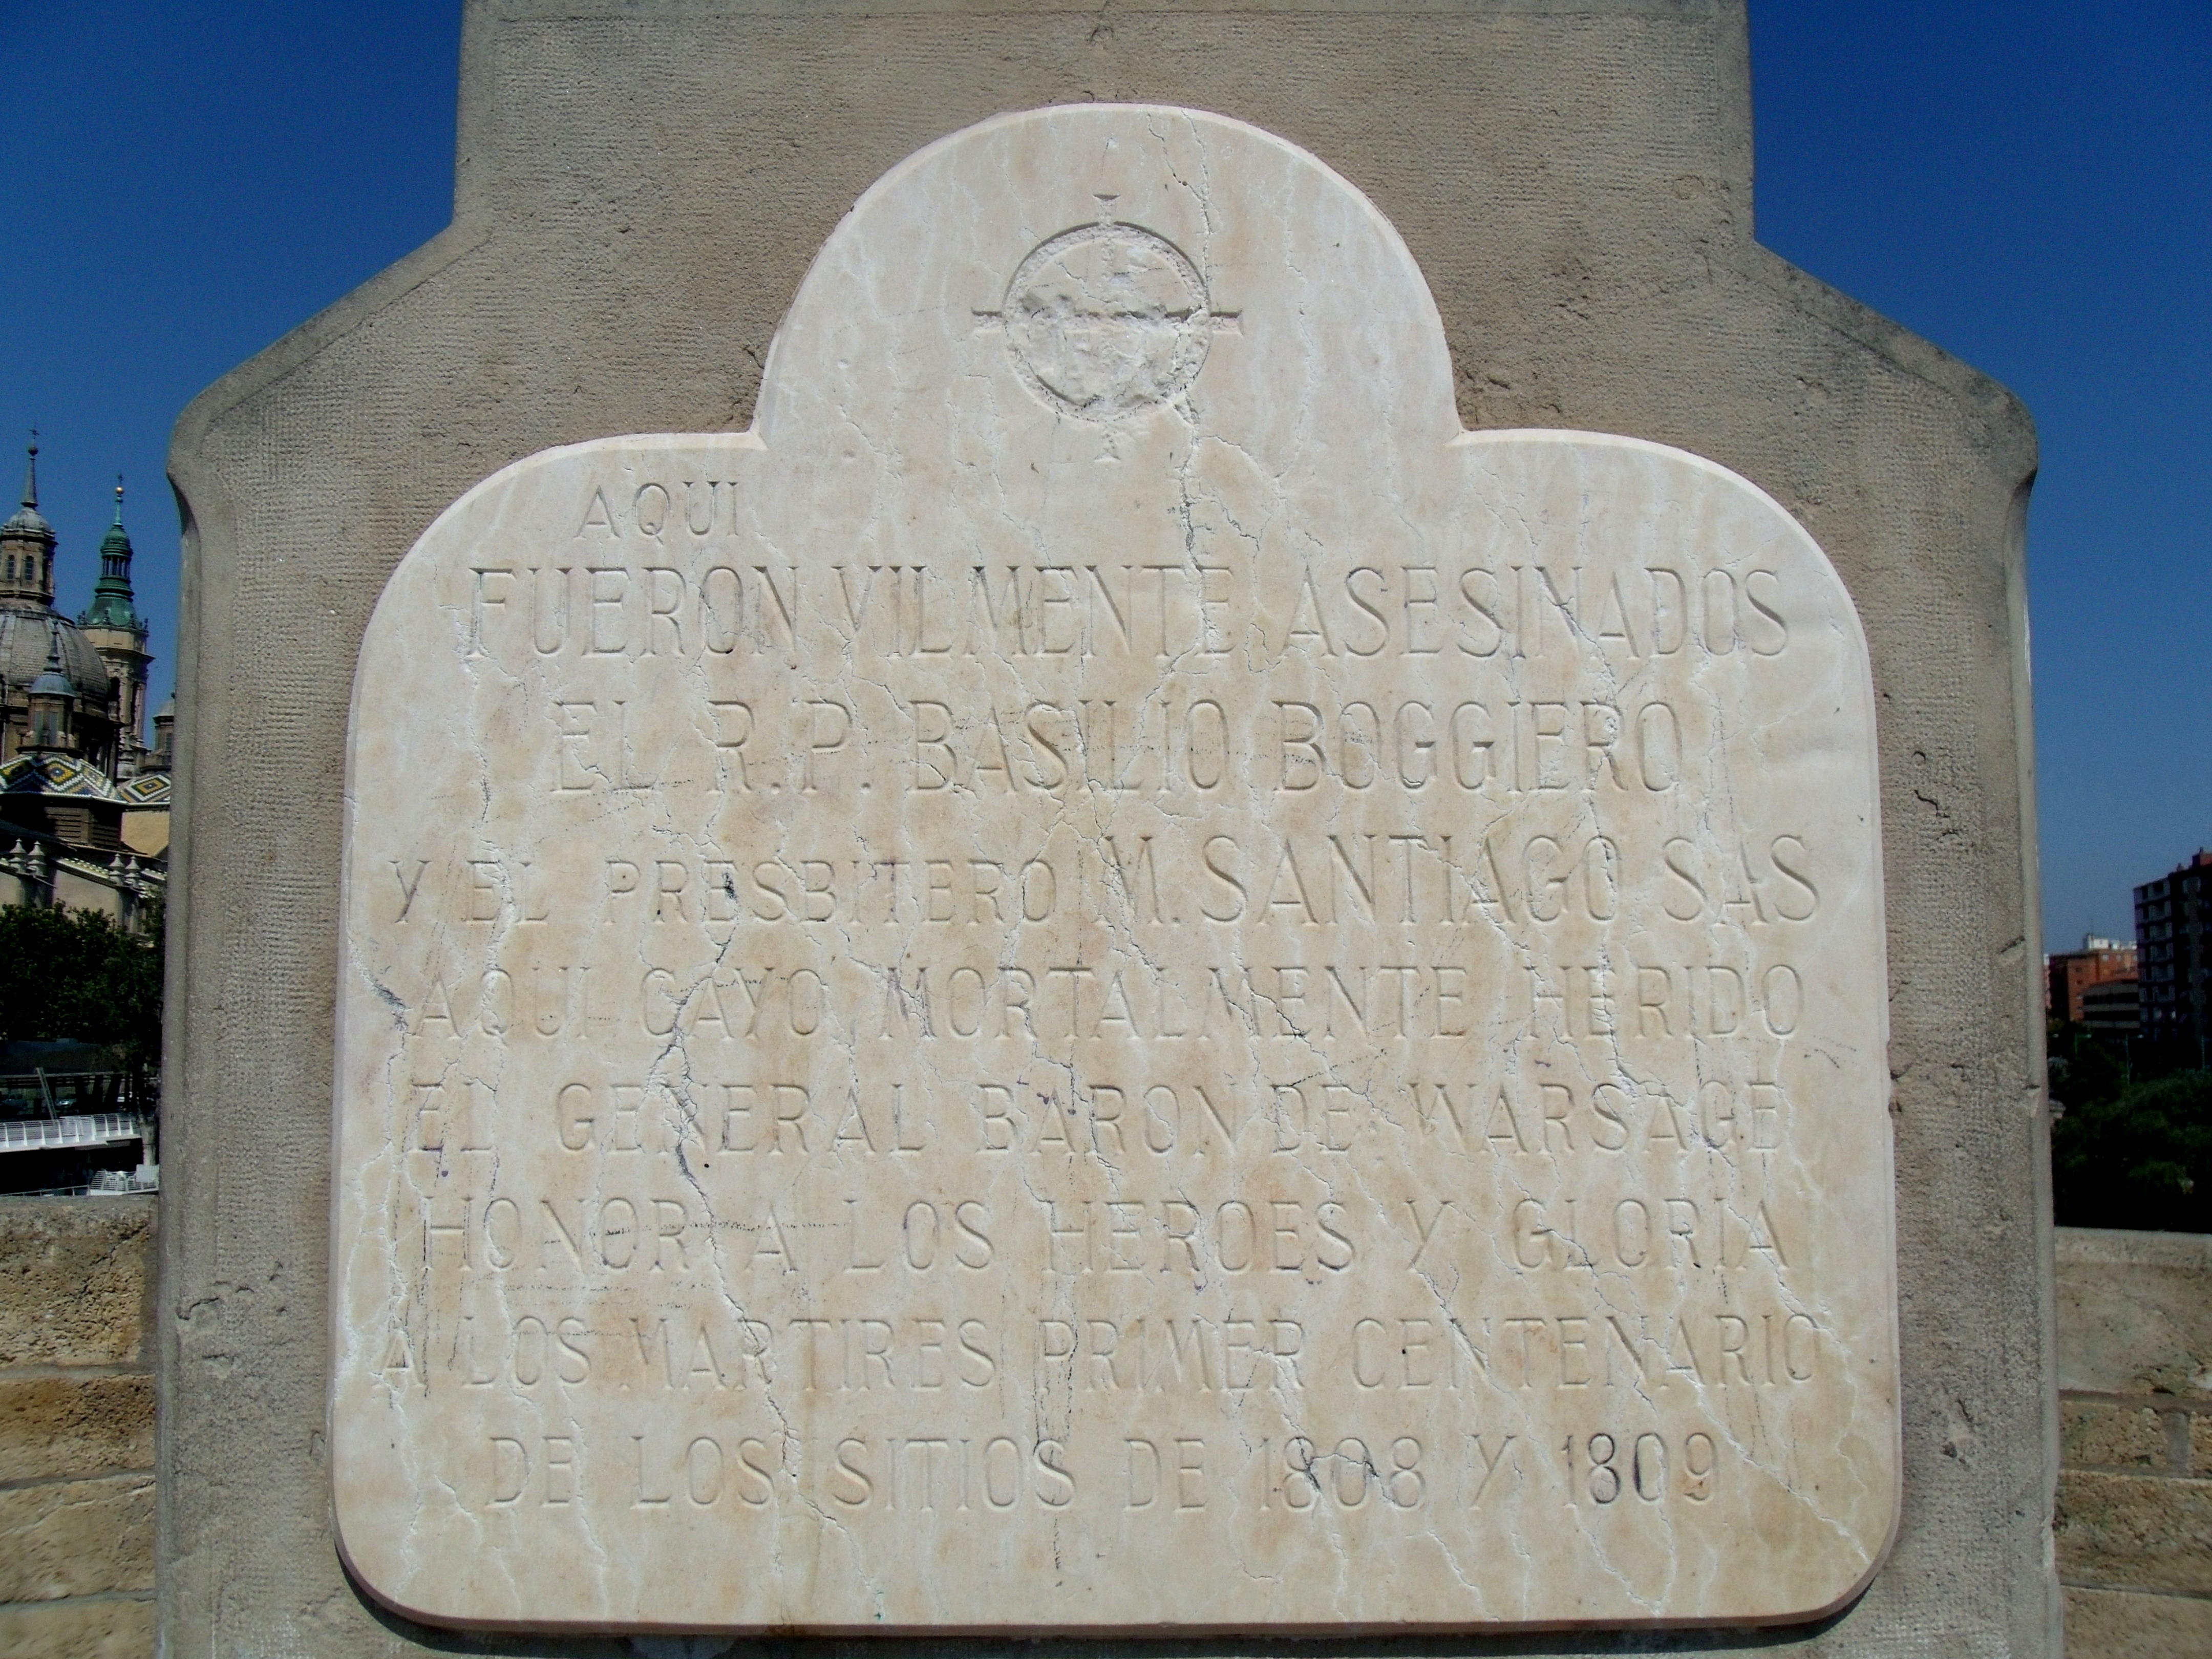 AQUI
FUERON VILMENTE ASESINADOS
EL R.P. BASILIO BOGGIERO
Y EL PRESBITERO M. SANTIAGO SAS
AQUI CAYO MORTALMENTE HERIDO
EL GENERAL BARON DE WARSAGE
HONOR A LOS HEROES Y GLORIA
A LOS MARTIRES PRIMER CENTENARIO
DE LOS SITIOS DE 1808 Y 1809